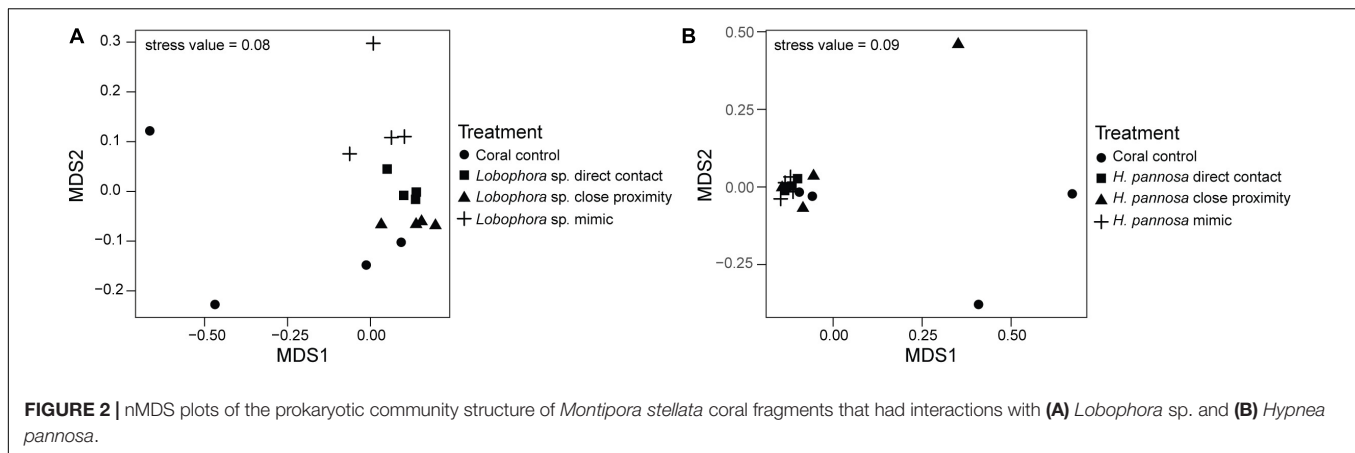 A
stress value = 0.08
0.3
0.2
0.1
0.0
−0.1
−0.2
MDS2
−0.50
−0.25
0.00
MDS1
Treatment
Coral control
Lobophora sp. direct contact
Lobophora sp. close proximity
Lobophora sp. mimic
B
stress value = 0.09
0.50
0.25
0.00
−0.25
MDS2
0.00
0.25
0.50
MDS1
Treatment
Coral control
H. pannosa direct contact
H. pannosa close proximity
H. pannosa mimic
FIGURE 2 | nMDS plots of the prokaryotic community structure of Montipora stellata coral fragments that had interactions with (A) Lobophora sp. and (B) Hypnea
pannosa.